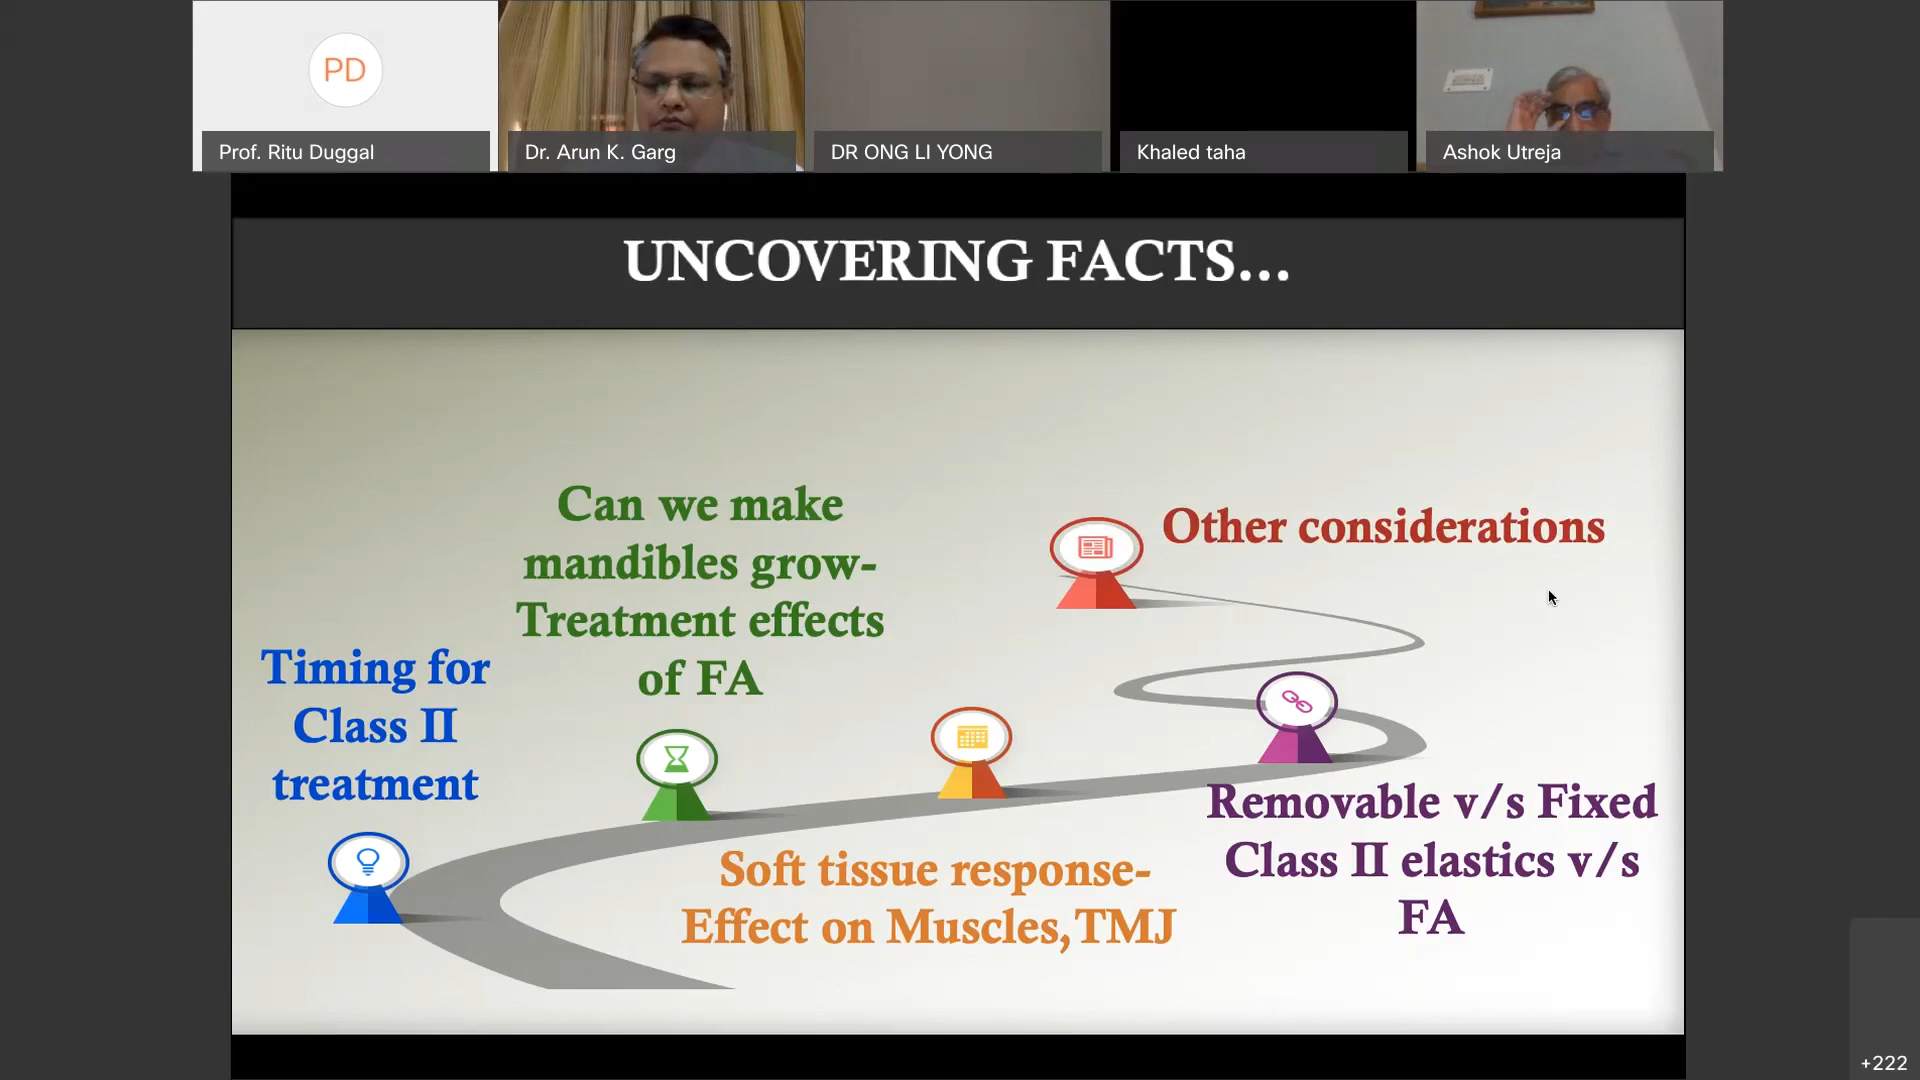 PD
Prof. Ritu Duggal
Dr. Arun K. Garg
DR ONG LI YONG
Khaled taha
Ashok Utreja
UNCOVERING FACTS...
Timing for
Class II
treatment
Can we make
mandibles grow-
Treatment effects
of FA
Soft tissue response-
Effect on Muscles,TMJ
Removable v/s Fixed
Class II elastics v/s
FA
Other considerations
+222